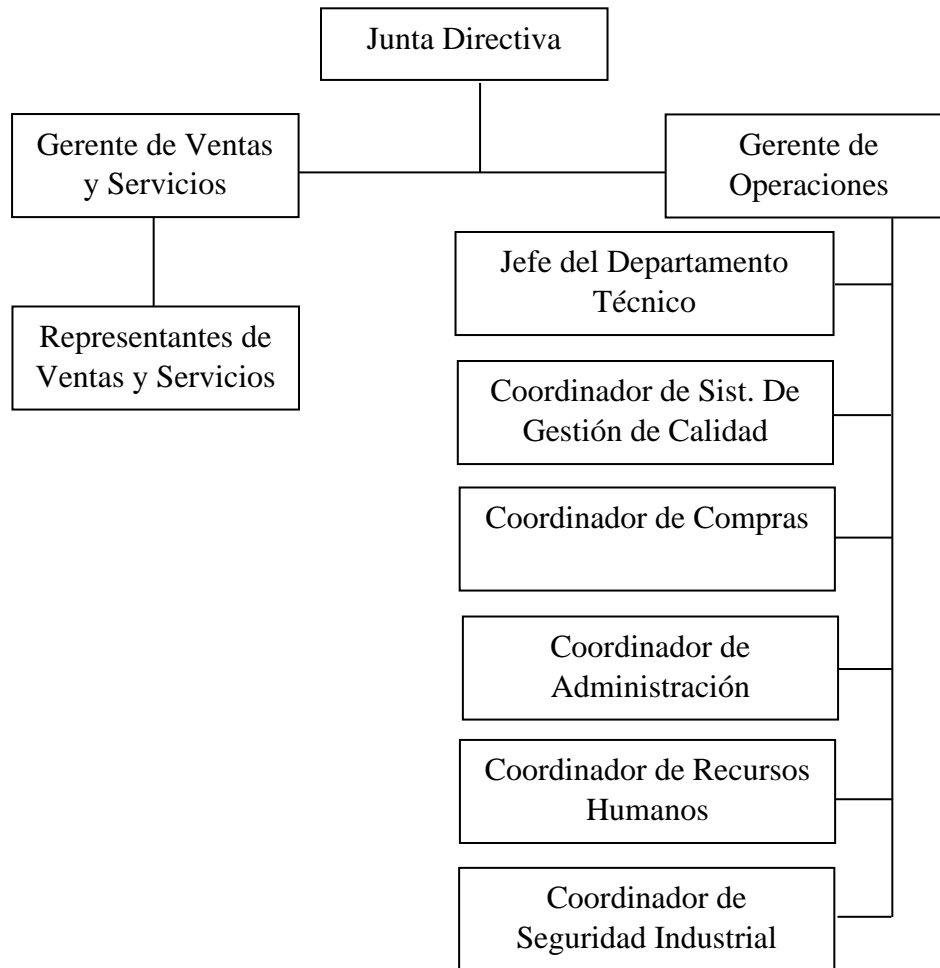 Junta Directiva
Gerente de Ventas
y Servicios
Gerente de
Operaciones
Representantes de
Ventas y Servicios
Jefe del Departamento
Técnico
Coordinador de Sist. De
Gestión de Calidad
Coordinador de Compras
Coordinador de
Administración
Coordinador de Recursos
Humanos
Coordinador de
Seguridad Industrial